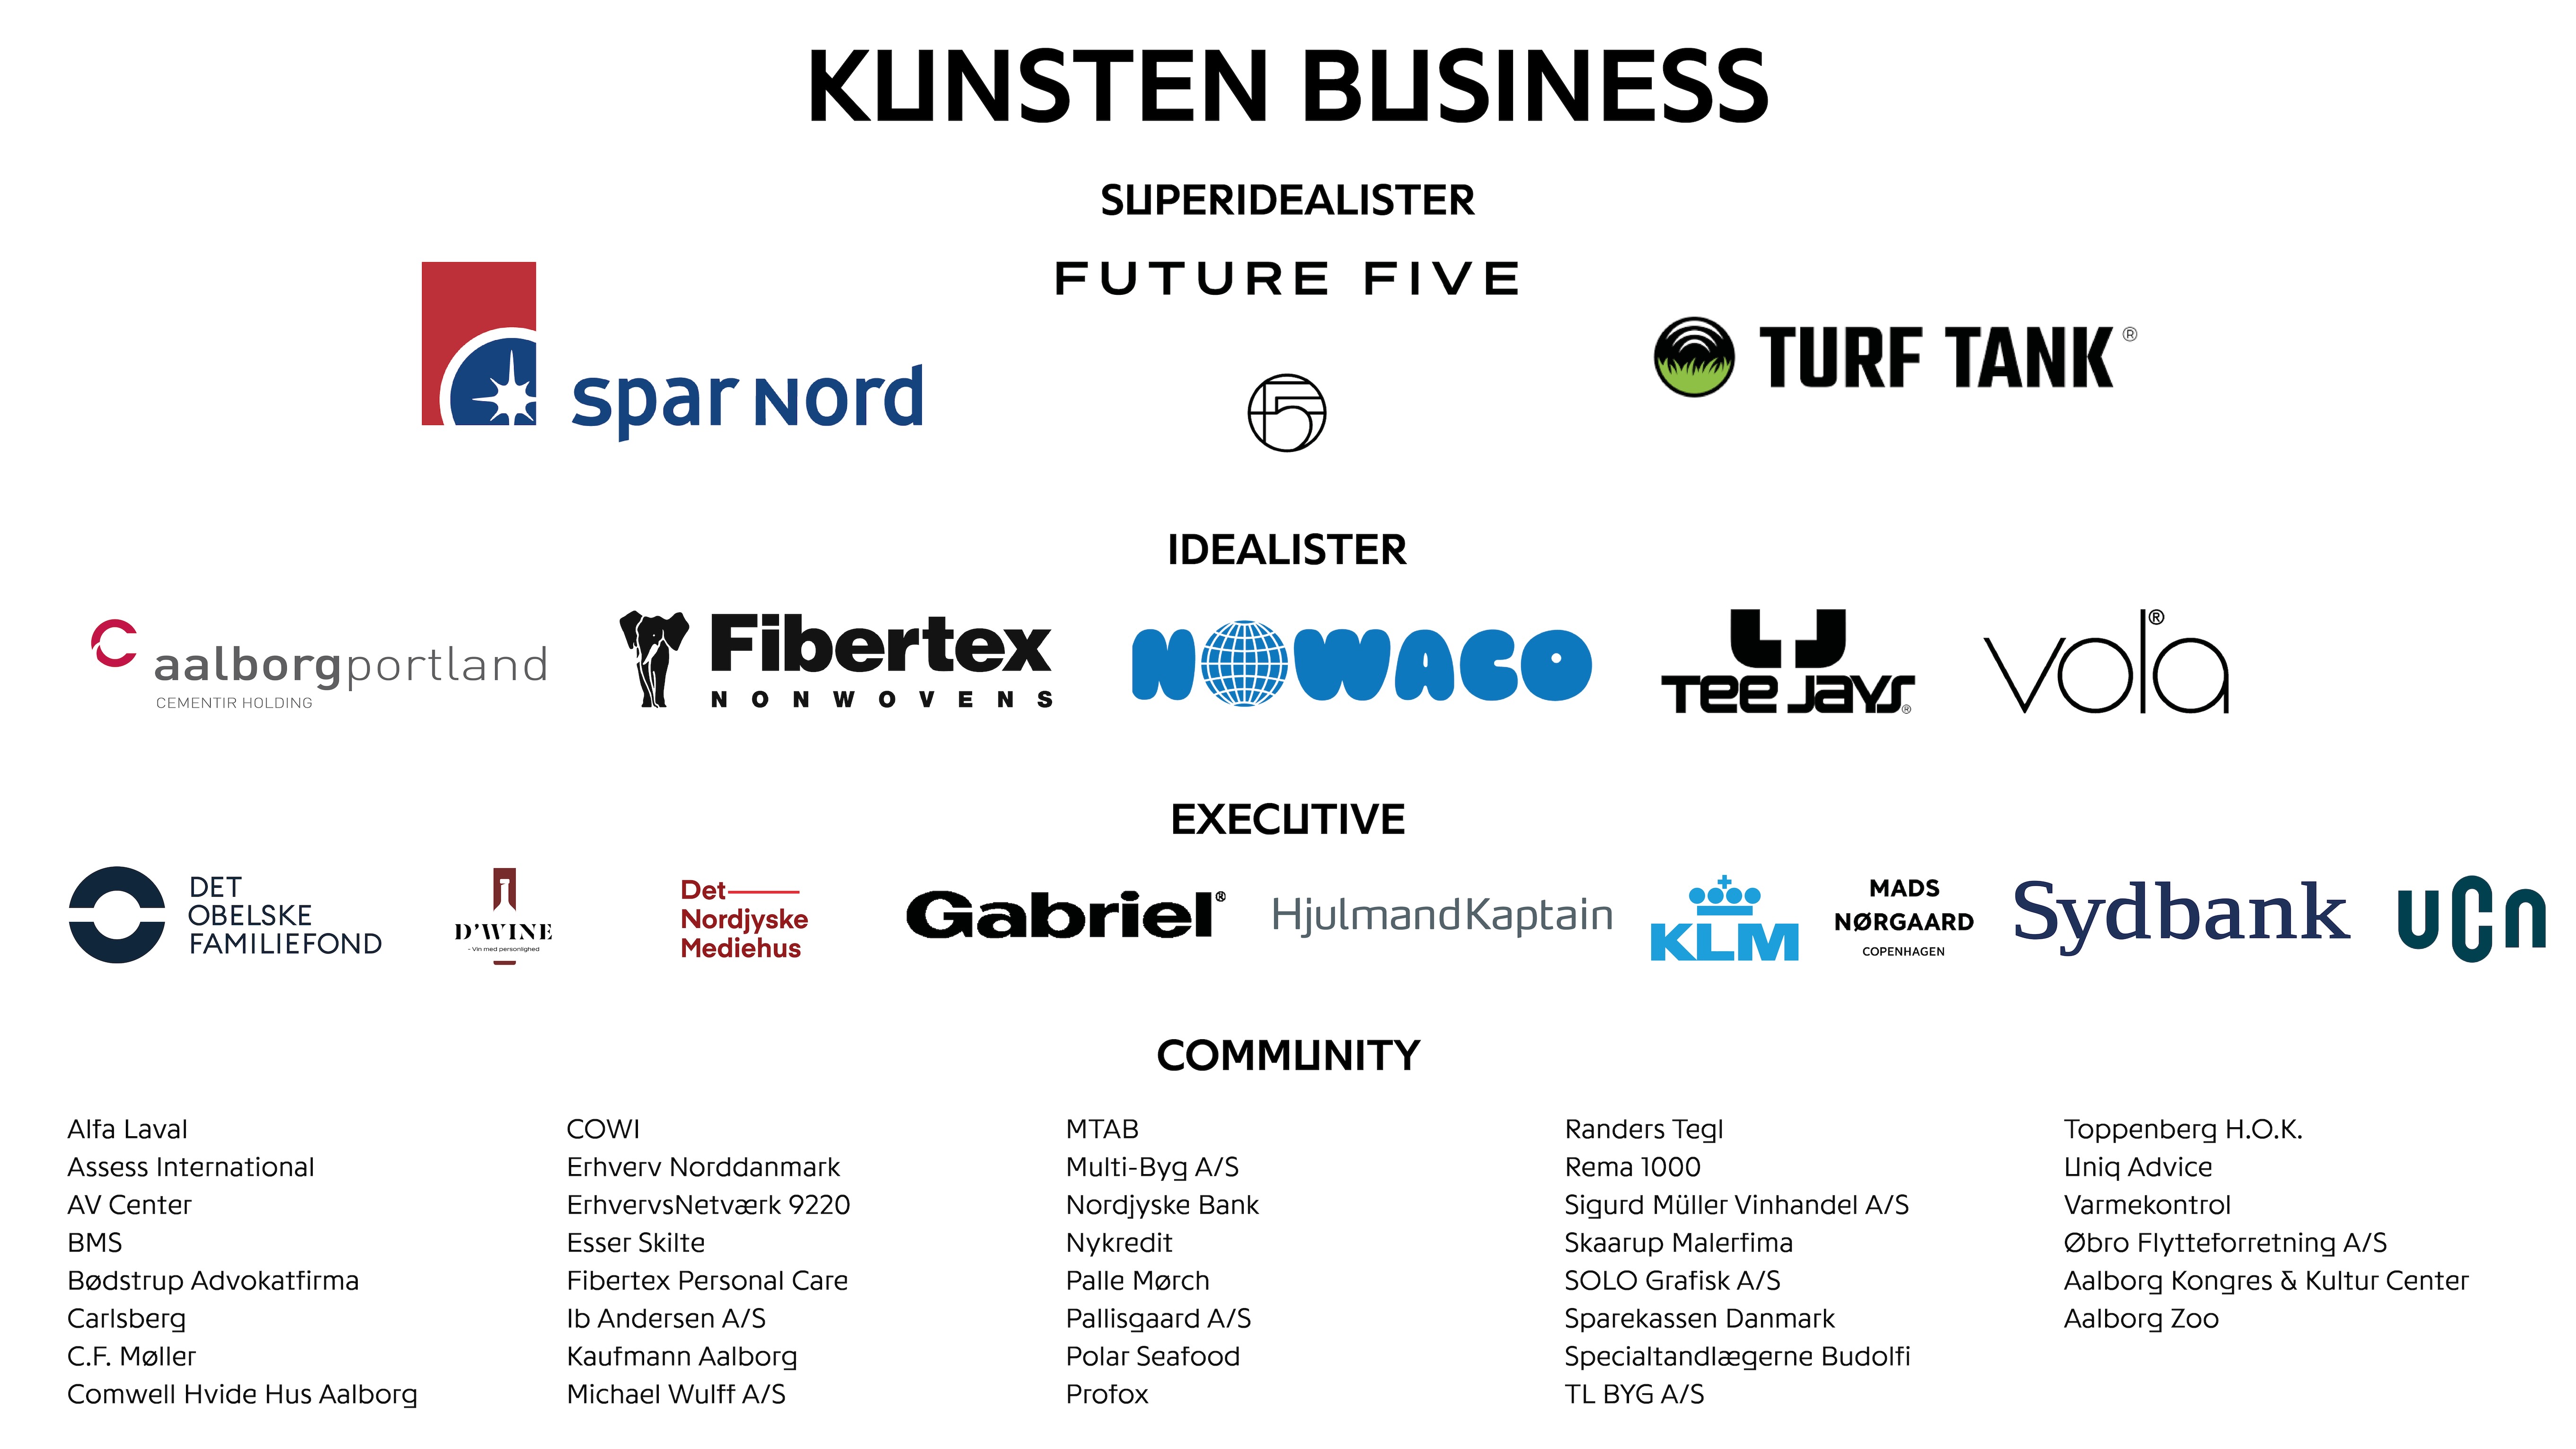 KUNSTEN BUSINESS
SUPERIDEALISTER
spar nord
FUTURE FIVE
5
TURF TANK ®
IDEALISTER
aalborgportland
CEMENTIR HOLDING
Fibertex
NONWOVENS
NOWACO
TEE JAYS®
vola®
EXECUTIVE
DET
OBELSKE
FAMILIEFOND
D'WINE
- Vin med personlighed
Det
Nordjyske
Mediehus
Gabriel®
HjulmandKaptain
KLM
MADS
NØRGAARD
COPENHAGEN
Sydbank
ucn
COMMUNITY
Alfa Laval
Assess International
AV Center
BMS
Bødstrup Advokatfirma
Carlsberg
C.F. Møller
Comwell Hvide Hus Aalborg
COWI
Erhverv Norddanmark
ErhvervsNetværk 9220
Esser Skilte
Fibertex Personal Care
Ib Andersen A/S
Kaufmann Aalborg
Michael Wulff A/S
MTAB
Multi-Byg A/S
Nordjyske Bank
Nykredit
Palle Mørch
Pallisgaard A/S
Polar Seafood
Profox
Randers Tegl
Rema 1000
Sigurd Müller Vinhandel A/S
Skaarup Malerfima
SOLO Grafisk A/S
Sparekassen Danmark
Specialtandlægerne Budolfi
TL BYG A/S
Toppenberg H.O.K.
Uniq Advice
Varmekontrol
Øbro Flytteforretning A/S
Aalborg Kongres & Kultur Center
Aalborg Zoo